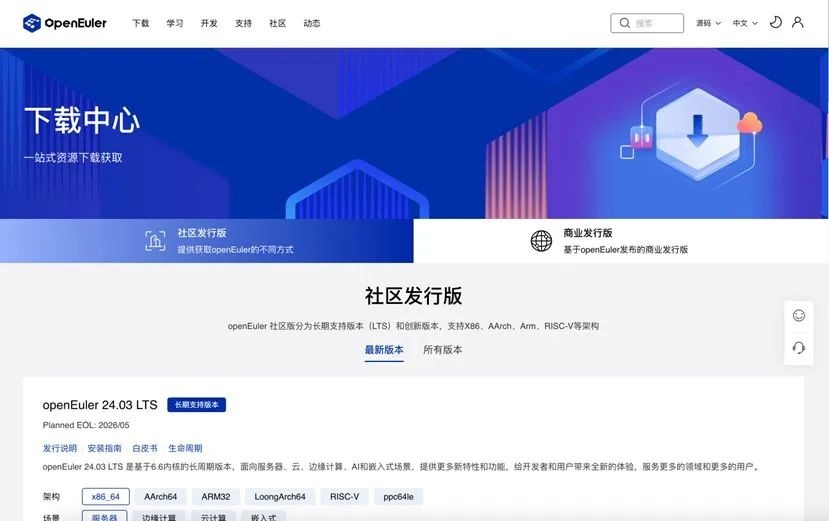 openEuler 下载 学习 开发 支持 社区 动态 搜索 源码 中文
下载中心
一站式资源下载获取
社区发行版
提供获取openEuler的不同方式
商业发行版
基于openEuler发布的商业发行版
社区发行版
openEuler 社区版分为长期支持版本（LTS）和创新版本，支持X86、AArch、Arm、RISC-V等架构
最新版本 所有版本
openEuler 24.03 LTS 长期支持版本
Planned EOL: 2026/05
发行说明 安装指南 白皮书 生命周期
openEuler 24.03 LTS 是基于6.6内核的长周期版本，面向服务器、云、边缘计算、AI和嵌入式场景，提供更多新特性和功能，给开发者和用户带来全新的体验，服务更多的领域和更多的用户。
架构 x86_64 AArch64 ARM32 LoongArch64 RISC-V ppc64le
场景 服务器 边缘计算 云计算 嵌入式